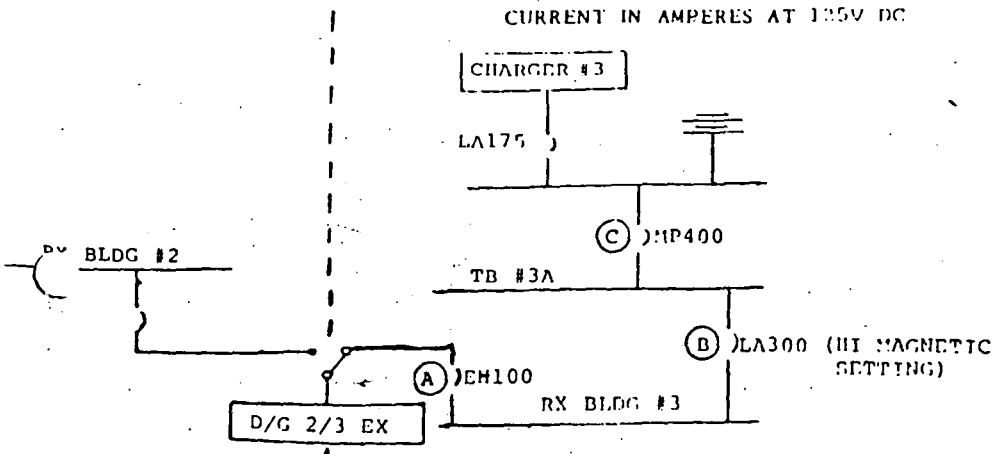 CURRENT IN AMPERES AT 125V DC
CHARGER #3
LA175
C MP400
BLDG #2
TB #3A
B LA300 (HI MAGNETIC
SETTING)
A EH100
RX BLDG #3
D/G 2/3 EX